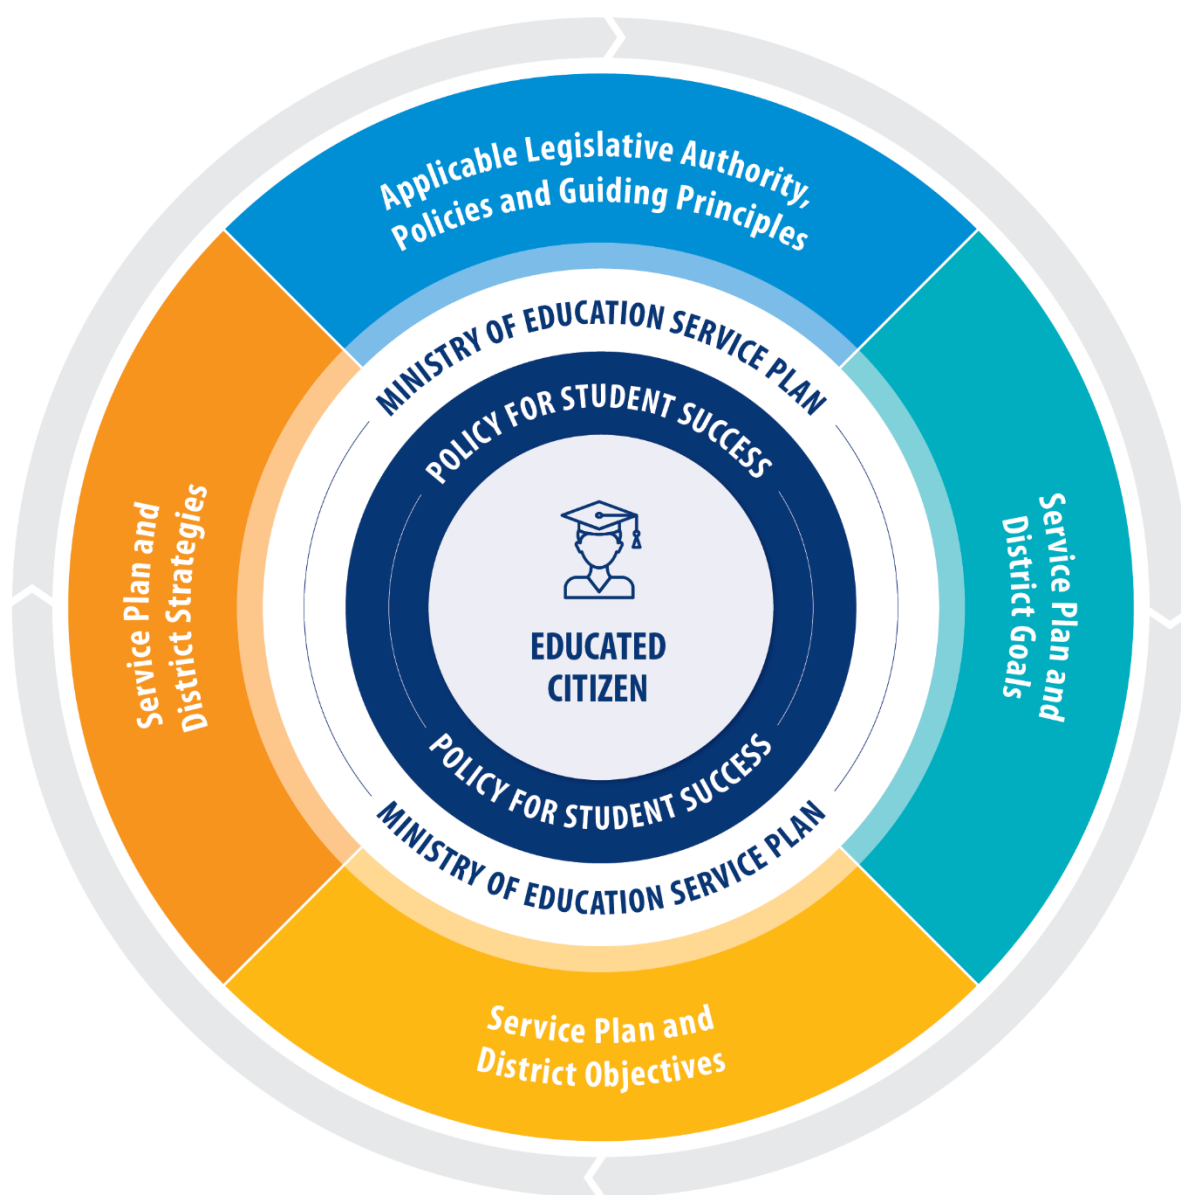 Applicable Legislative Authority,
Policies and Guiding Principles
MINISTRY OF EDUCATION SERVICE PLAN
POLICY FOR STUDENT SUCCESS
Service Plan and
District Strategies
EDUCATED
CITIZEN
Service Plan and
District Goals
POLICY FOR STUDENT SUCCESS
MINISTRY OF EDUCATION SERVICE PLAN
Service Plan and
District Objectives